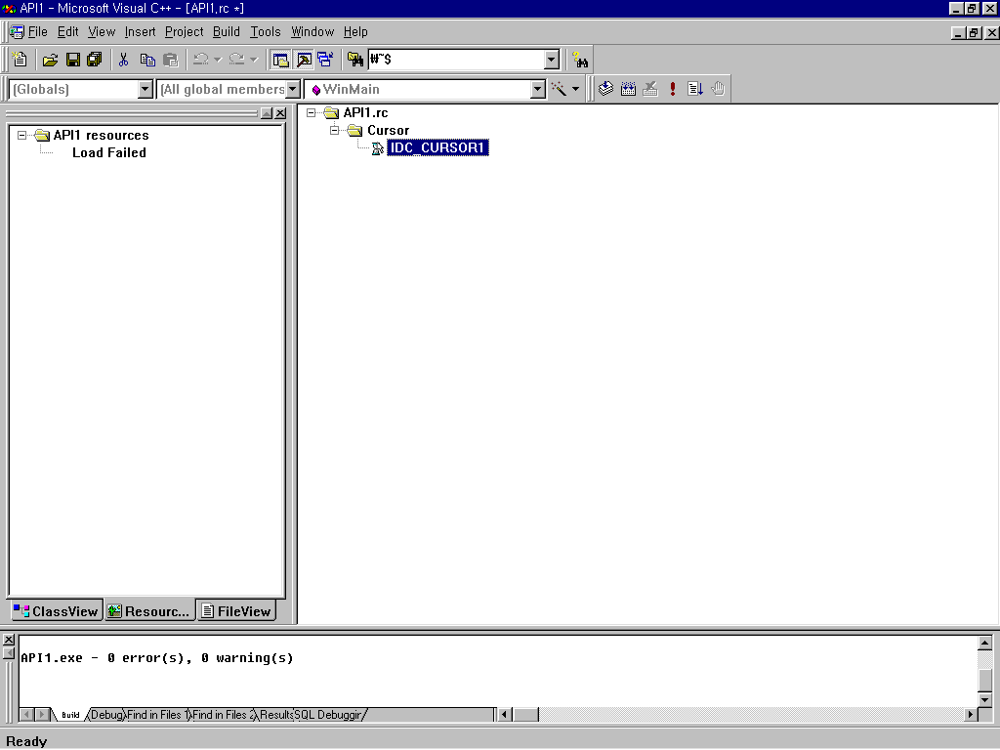 API1 - Microsoft Visual C++ - [API1.rc *]
File Edit View Insert Project Build Tools Window Help
₩~$
(Globals) (All global members WinMain
API1 resources
Load Failed
API1.rc
Cursor
IDC_CURSOR1
ClassView Resourc... FileView
API1.exe - 0 error(s), 0 warning(s)
Build Debug Find in Files 1 Find in Files 2 Results SQL Debuggin
Ready